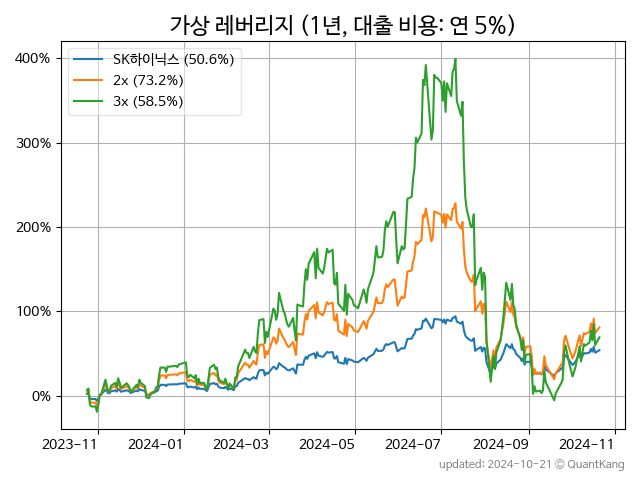 가상 레버리지 (1년, 대출 비용: 연 5%)
SK하이닉스 (50.6%)
2x (73.2%)
3x (58.5%)
400%
300%
200%
100%
0%
2023-11 2024-01 2024-03 2024-05 2024-07 2024-09 2024-11
updated: 2024-10-21 © QuantKang